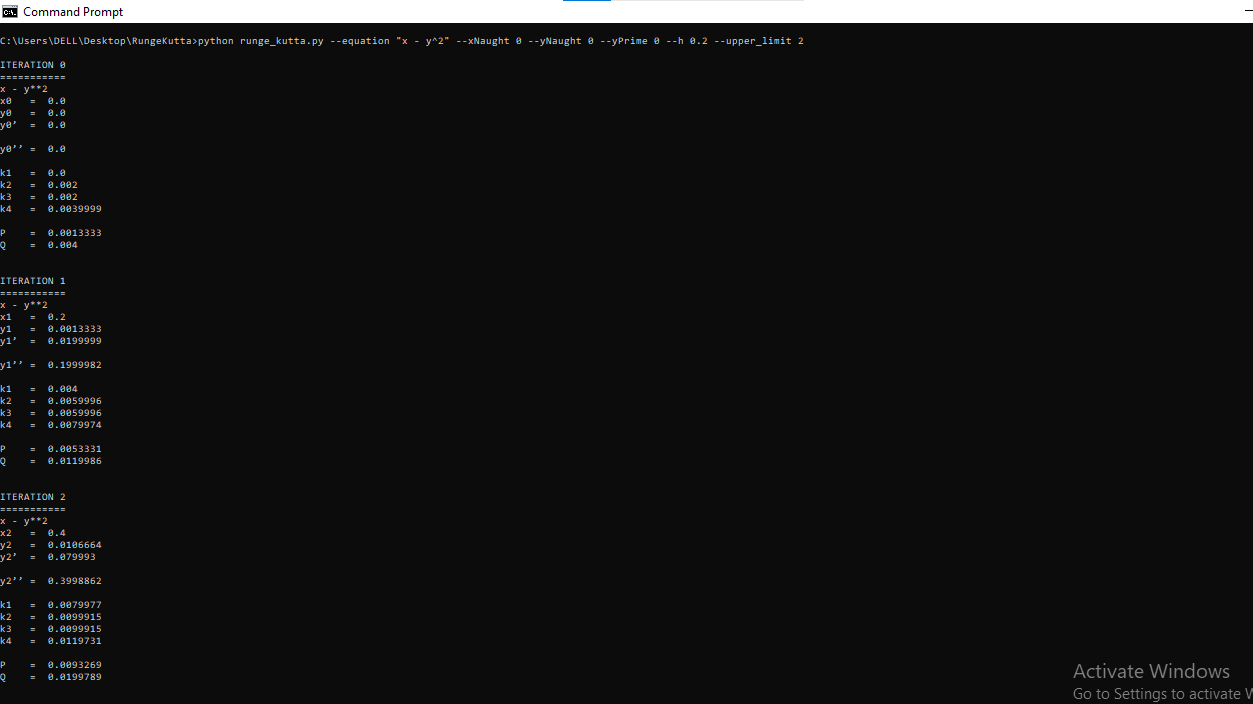 Command Prompt
C:\Users\DELL\Desktop\RungeKutta>python runge_kutta.py --equation "x - y^2" --xNaught 0 --yNaught 0 --yPrime 0 --h 0.2 --upper_limit 2
ITERATION 0
===========
x - y**2
x0   =  0.0
y0   =  0.0
y0’  =  0.0
y0’’ =  0.0
k1   =  0.0
k2   =  0.002
k3   =  0.002
k4   =  0.0039999
P    =  0.0013333
Q    =  0.004
ITERATION 1
===========
x - y**2
x1   =  0.2
y1   =  0.0013333
y1’  =  0.0199999
y1’’ =  0.1999982
k1   =  0.004
k2   =  0.0059996
k3   =  0.0059996
k4   =  0.0079974
P    =  0.0053331
Q    =  0.0119986
ITERATION 2
===========
x - y**2
x2   =  0.4
y2   =  0.0106664
y2’  =  0.079993
y2’’ =  0.3998862
k1   =  0.0079977
k2   =  0.0099915
k3   =  0.0099915
k4   =  0.0119731
P    =  0.0093269
Q    =  0.0199789
Activate Windows
Go to Settings to activate W